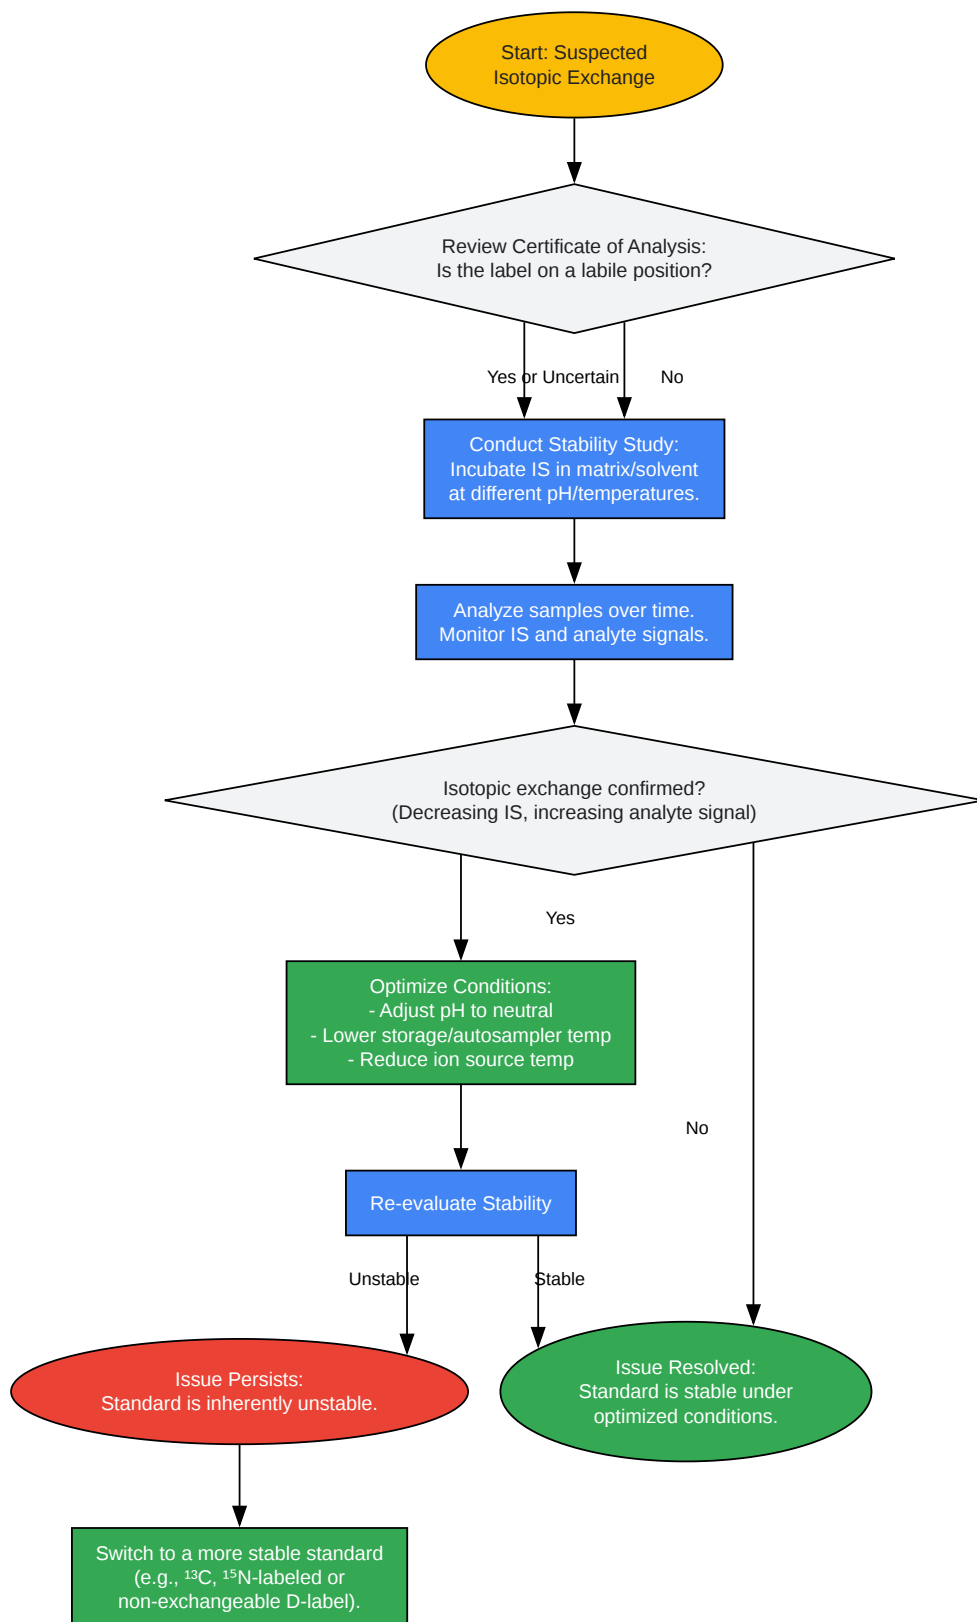 Start: Suspected
Isotopic Exchange
Review Certificate of Analysis:
Is the label on a labile position?
Yes or Uncertain
No
Conduct Stability Study:
Incubate IS in matrix/solvent
at different pH/temperatures.
Analyze samples over time.
Monitor IS and analyte signals.
Isotopic exchange confirmed?
(Decreasing IS, increasing analyte signal)
Yes
Optimize Conditions:
- Adjust pH to neutral
- Lower storage/autosampler temp
- Reduce ion source temp
No
Re-evaluate Stability
Unstable
Stable
Issue Persists:
Standard is inherently unstable.
Issue Resolved:
Standard is stable under
optimized conditions.
Switch to a more stable standard
(e.g., ¹³C, ¹⁵N-labeled or
non-exchangeable D-label).